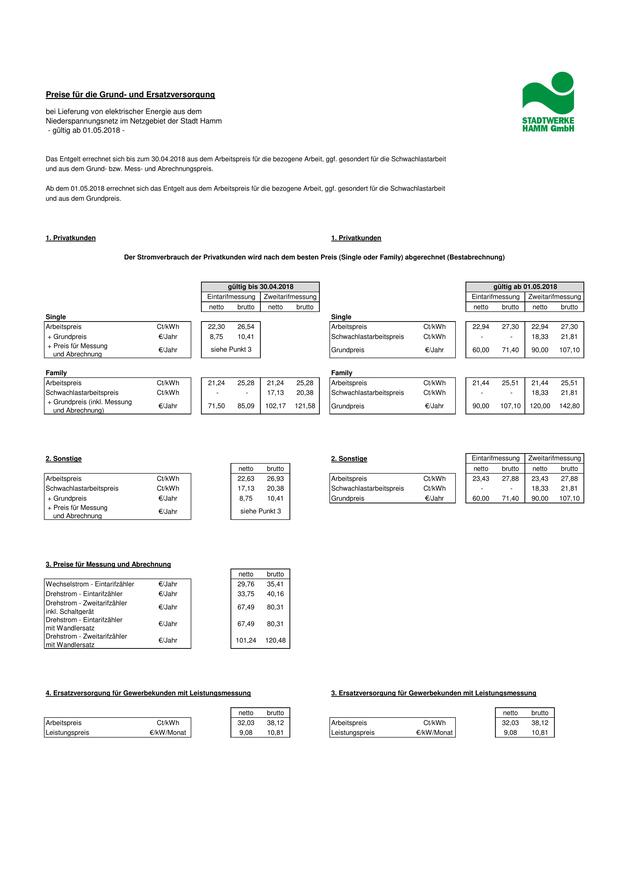 Preise für die Grund- und Ersatzversorgung
bei Lieferung von elektrischer Energie aus dem
Niederspannungsnetz im Netzgebiet der Stadt Hamm
- gültig ab 01.05.2018 -
STADTWERKE
HAMM GmbH
Das Entgelt errechnet sich bis zum 30.04.2018 aus dem Arbeitspreis für die bezogene Arbeit, ggf. gesondert für die Schwachlastarbeit
und aus dem Grund- bzw. Mess- und Abrechnungspreis.
Ab dem 01.05.2018 errechnet sich das Entgelt aus dem Arbeitspreis für die bezogene Arbeit, ggf. gesondert für die Schwachlastarbeit
und aus dem Grundpreis.
1. Privatkunden 1. Privatkunden
Der Stromverbrauch der Privatkunden wird nach dem besten Preis (Single oder Family) abgerechnet (Bestabrechnung)
gültig bis 30.04.2018 gültig ab 01.05.2018
Eintarifmessung Zweitarifmessung Eintarifmessung Zweitarifmessung
netto brutto netto brutto netto brutto netto brutto
Single Single
Arbeitspreis Ct/kWh 22,30 26,54 Arbeitspreis Ct/kWh 22,94 27,30 22,94 27,30
+ Grundpreis €/Jahr 8,75 10,41 Schwachlastarbeitspreis Ct/kWh - - 18,33 21,81
+ Preis für Messung
und Abrechnung €/Jahr siehe Punkt 3 Grundpreis €/Jahr 60,00 71,40 90,00 107,10
Family Family
Arbeitspreis Ct/kWh 21,24 25,28 21,24 25,28 Arbeitspreis Ct/kWh 21,44 25,51 21,44 25,51
Schwachlastarbeitspreis Ct/kWh - - 17,13 20,38 Schwachlastarbeitspreis Ct/kWh - - 18,33 21,81
+ Grundpreis (inkl. Messung
und Abrechnung) €/Jahr 71,50 85,09 102,17 121,58 Grundpreis €/Jahr 90,00 107,10 120,00 142,80
2. Sonstige 2. Sonstige Eintarifmessung Zweitarifmessung
netto brutto netto brutto netto brutto
Arbeitspreis Ct/kWh 22,63 26,93 Arbeitspreis Ct/kWh 23,43 27,88 23,43 27,88
Schwachlastarbeitspreis Ct/kWh 17,13 20,38 Schwachlastarbeitspreis Ct/kWh - - 18,33 21,81
+ Grundpreis €/Jahr 8,75 10,41 Grundpreis €/Jahr 60,00 71,40 90,00 107,10
+ Preis für Messung
und Abrechnung €/Jahr siehe Punkt 3
3. Preise für Messung und Abrechnung
netto brutto
Wechselstrom - Eintarifzähler €/Jahr 29,76 35,41
Drehstrom - Eintarifzähler €/Jahr 33,75 40,16
Drehstrom - Zweitarifzähler
inkl. Schaltgerät €/Jahr 67,49 80,31
Drehstrom - Eintarifzähler
mit Wandlersatz €/Jahr 67,49 80,31
Drehstrom - Zweitarifzähler
mit Wandlersatz €/Jahr 101,24 120,48
4. Ersatzversorgung für Gewerbekunden mit Leistungsmessung 3. Ersatzversorgung für Gewerbekunden mit Leistungsmessung
netto brutto netto brutto
Arbeitspreis Ct/kWh 32,03 38,12 Arbeitspreis Ct/kWh 32,03 38,12
Leistungspreis €/kW/Monat 9,08 10,81 Leistungspreis €/kW/Monat 9,08 10,81